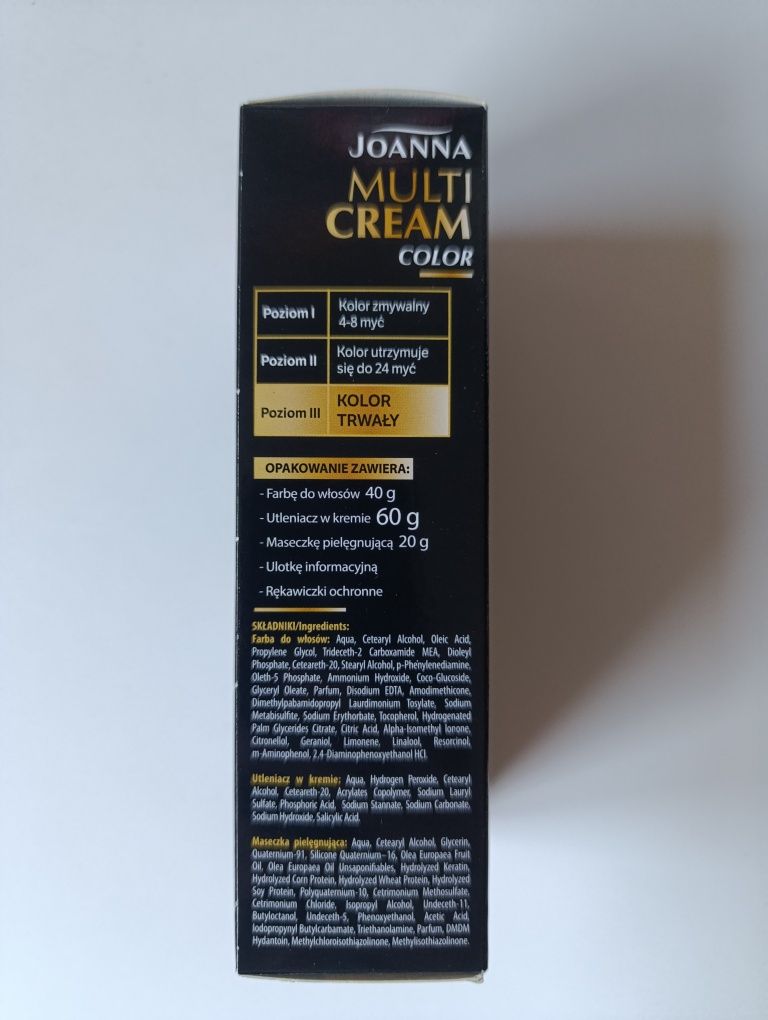 JOANNA
MULTI
CREAM
COLOR
Poziom I
Kolor zmywalny
4-8 myć
Poziom II
Kolor utrzymuje
się do 24 myć
Poziom III
KOLOR
TRWAŁY
OPAKOWANIE ZAWIERA:
- Farbę do włosów 40 g
- Utleniacz w kremie 60 g
- Maseczkę pielęgnującą 20 g
- Ulotkę informacyjną
- Rękawiczki ochronne
SKŁADNIKI/Ingredients:
Farba do włosów: Aqua, Cetearyl Alcohol, Oleic Acid,
Propylene Glycol, Trideceth-2 Carboxamide MEA, Dioleyl
Phosphate, Ceteareth-20, Stearyl Alcohol, p-Phenylenediamine,
Oleth-5 Phosphate, Ammonium Hydroxide, Coco-Glucoside,
Glyceryl Oleate, Parfum, Disodium EDTA, Amodimethicone,
Dimethylpabamidopropyl Laurdimonium Tosylate, Sodium
Metabisulfite, Sodium Erythorbate, Tocopherol, Hydrogenated
Palm Glycerides Citrate, Citric Acid, Alpha-Isomethyl Ionone,
Citronellol, Geraniol, Limonene, Linalool, Resorcinol,
m-Aminophenol, 2,4-Diaminophenoxyethanol HCl.
Utleniacz w kremie: Aqua, Hydrogen Peroxide, Cetearyl
Alcohol, Ceteareth-20, Acrylates Copolymer, Sodium Lauryl
Sulfate, Phosphoric Acid, Sodium Stannate, Sodium Carbonate,
Sodium Hydroxide, Salicylic Acid.
Maseczka pielęgnująca: Aqua, Cetearyl Alcohol, Glycerin,
Quaternium-91, Silicone Quaternium-16, Olea Europaea Fruit
Oil, Olea Europaea Oil Unsaponifiables, Hydrolyzed Keratin,
Hydrolyzed Corn Protein, Hydrolyzed Wheat Protein, Hydrolyzed
Soy Protein, Polyquaternium-10, Cetrimonium Methosulfate,
Cetrimonium Chloride, Isopropyl Alcohol, Undeceth-11,
Butyloctanol, Undeceth-5, Phenoxyethanol, Acetic Acid,
Iodopropynyl Butylcarbamate, Triethanolamine, Parfum, DMDM
Hydantoin, Methylchloroisothiazolinone, Methylisothiazolinone.